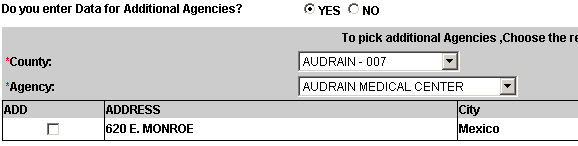 Do you enter Data for Additional Agencies? YES NO
To pick additional Agencies ,Choose the re
*County: AUDRAIN - 007
*Agency: AUDRAIN MEDICAL CENTER
ADD ADDRESS City
620 E. MONROE Mexico